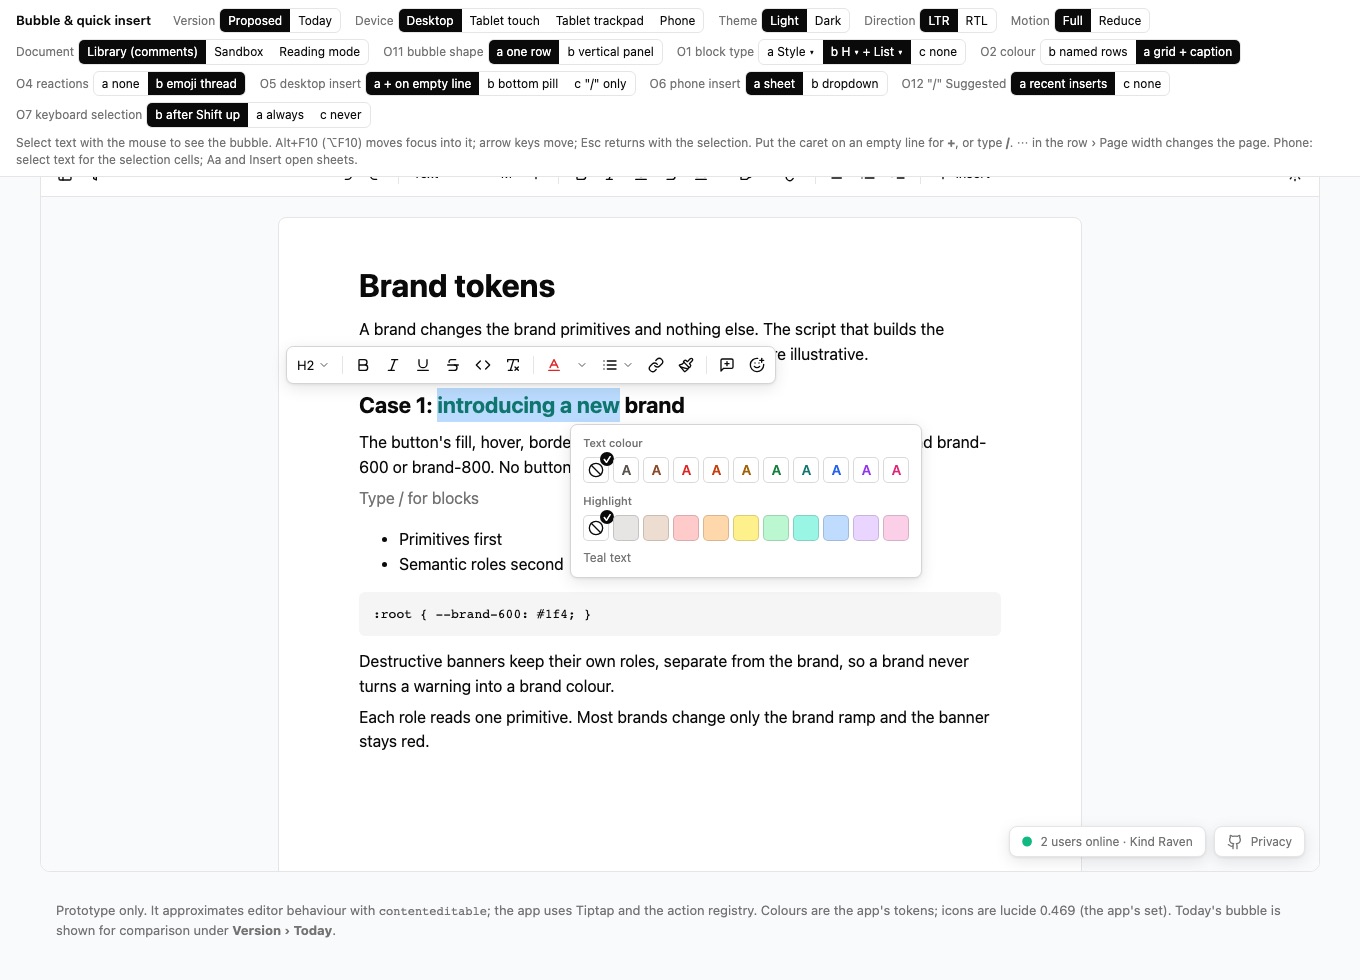 Bubble & quick insert Version Proposed Today Device Desktop Tablet touch Tablet trackpad Phone Theme Light Dark Direction LTR RTL Motion Full Reduce
Document Library (comments) Sandbox Reading mode O11 bubble shape a one row b vertical panel O1 block type a Style ▾ b H ▾ + List ▾ c none O2 colour b named rows a grid + caption
O4 reactions a none b emoji thread O5 desktop insert a + on empty line b bottom pill c "/" only O6 phone insert a sheet b dropdown O12 "/" Suggested a recent inserts c none
O7 keyboard selection b after Shift up a always c never
Select text with the mouse to see the bubble. Alt+F10 (⌥F10) moves focus into it; arrow keys move; Esc returns with the selection. Put the caret on an empty line for +, or type /. ⋯ in the row › Page width changes the page. Phone:
select text for the selection cells; Aa and Insert open sheets.
Brand tokens
A brand changes the brand primitives and nothing else. The script that builds the
re illustrative.
H2
Case 1: introducing a new brand
The button's fill, hover, borde d brand-
600 or brand-800. No button
Type / for blocks
Text colour
A A A A A A A A A A
Highlight
Teal text
• Primitives first
• Semantic roles second
:root { --brand-600: #1f4; }
Destructive banners keep their own roles, separate from the brand, so a brand never
turns a warning into a brand colour.
Each role reads one primitive. Most brands change only the brand ramp and the banner
stays red.
2 users online · Kind Raven Privacy
Prototype only. It approximates editor behaviour with contenteditable; the app uses Tiptap and the action registry. Colours are the app's tokens; icons are lucide 0.469 (the app's set). Today's bubble is
shown for comparison under Version › Today.